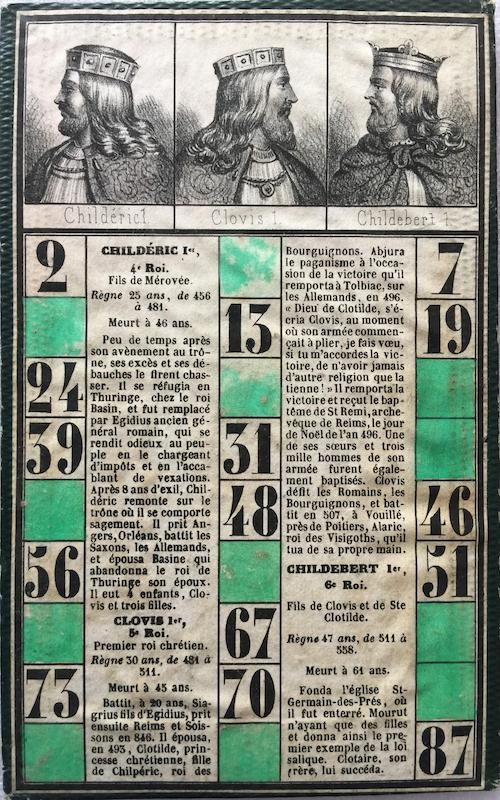 Childéric 1.
Clovis 1.
Childebert 1.
2
24
39
56
73
CHILDÉRIC Ier,
4e Roi.
Fils de Mérovée.
Règne 25 ans, de 456
à 481.
Meurt à 46 ans.
Peu de temps après
son avènement au trô-
ne, ses excés et ses dé-
bauches le firent chas-
ser. Il se réfugia en
Thuringe, chez le roi
Basin, et fut remplacé
par Egidius ancien gé-
néral romain, qui se
rendit odieux au peu-
ple en le chargeant
d'impôts et en l'acca-
blant de vexations.
Après 8 ans d'exil, Chil-
déric remonte sur le
trône où il se comporte
sagement. Il prit An-
gers, Orléans, battit les
Saxons, les Allemands,
et épousa Basine qui
abandonna le roi de
Thuringe son époux.
Il eut 4 enfants, Clo-
vis et trois filles.
CLOVIS Ier,
5e Roi.
Premier roi chrétien.
Règne 30 ans, de 481 à
511.
Meurt à 45 ans.
Battit, à 20 ans, Sia-
grius fils d'Egidius, prit
ensuite Reims et Sois-
sons en 846. Il épousa,
en 493, Clotilde, prin-
cesse chrétienne, fille
de Chilpéric, roi des
13
31
48
67
70
Bourguignons. Abjura
le paganisme à l'occa-
sion de la victoire qu'il
remporta à Tolbiac, sur
les Allemands, en 496.
« Dieu de Clotilde, s'é-
cria Clovis, au moment
où son armée commen-
çait à plier, je fais vœu,
si tu m'accordes la vic-
toire, de n'avoir jamais
d'autre religion que la
tienne ! » Il remporta la
victoire et reçut le bap-
tême de St Remi, arche-
vêque de Reims, le jour
de Noël de l'an 496. Une
de ses sœurs et trois
mille hommes de son
armée furent égale-
ment baptisés. Clovis
défit les Romains, les
Bourguignons, et bat-
tit en 507, à Vouillé,
près de Poitiers, Alaric,
roi des Visigoths, qu'il
tua de sa propre main.
CHILDEBERT Ier,
6e Roi.
Fils de Clovis et de Ste
Clotilde.
Règne 47 ans, de 511 à
558.
Meurt à 61 ans.
Fonda l'église St-
Germain-des-Prés, où
il fut enterré. Mourut
n'ayant que des filles
et donna ainsi le pre-
mier exemple de la loi
salique. Clotaire, son
frère, lui succéda.
7
19
46
51
87